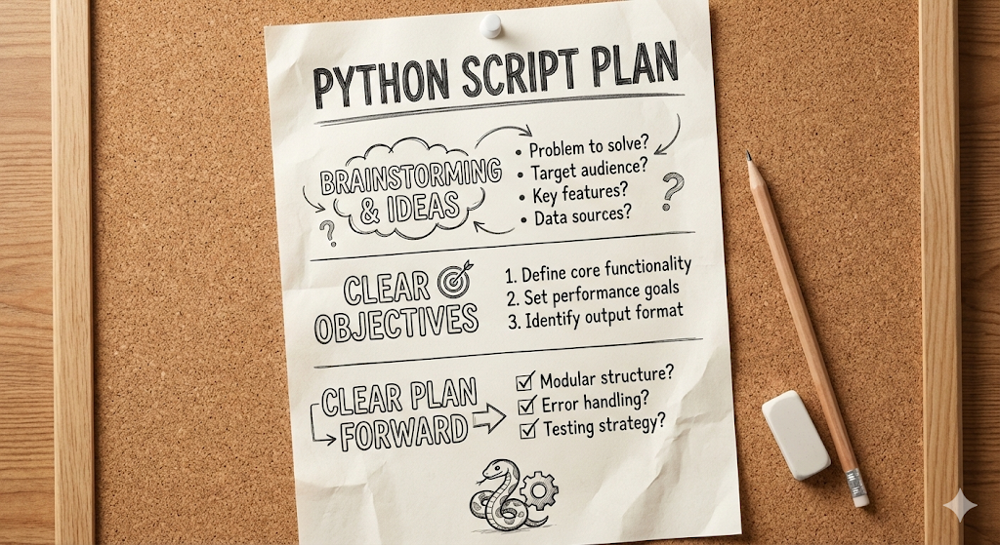 PYTHON SCRIPT PLAN
BRAINSTORMING
& IDEAS
?
• Problem to solve?
• Target audience?
• Key features?
• Data sources?
?
CLEAR
OBJECTIVES
1. Define core functionality
2. Set performance goals
3. Identify output format
CLEAR PLAN
FORWARD
☑ Modular structure?
☑ Error handling?
☑ Testing strategy?